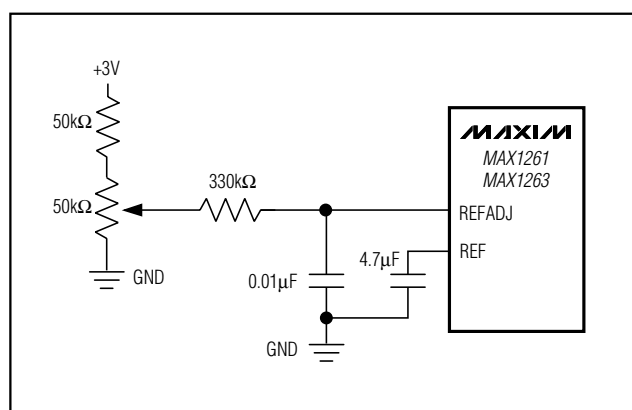 +3V
50kΩ
50kΩ
330kΩ
GND
0.01μF
4.7μF
GND
MAXIM
MAX1261
MAX1263
REFADJ
REF